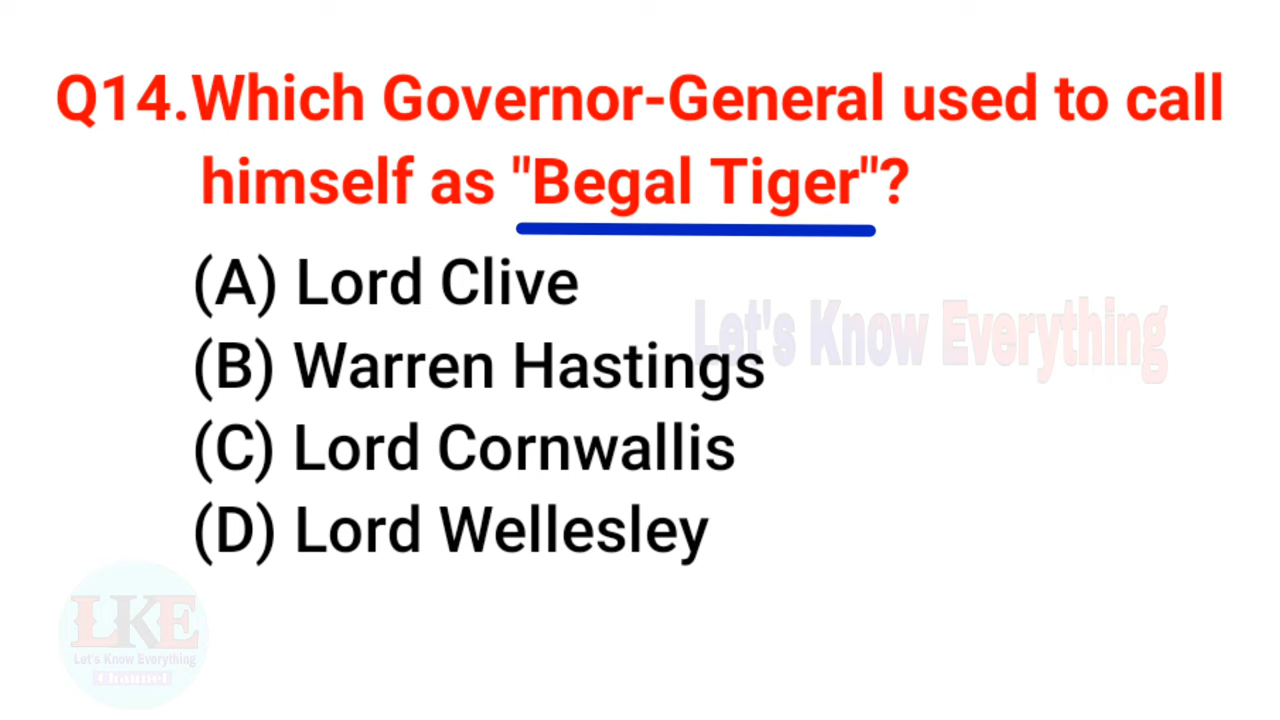 Q14.Which Governor-General used to call
himself as "Begal Tiger"?
(A) Lord Clive
Let's Know Everything
(B) Warren Hastings
(C) Lord Cornwallis
(D) Lord Wellesley
LKE
Let's Know Everything
Channel